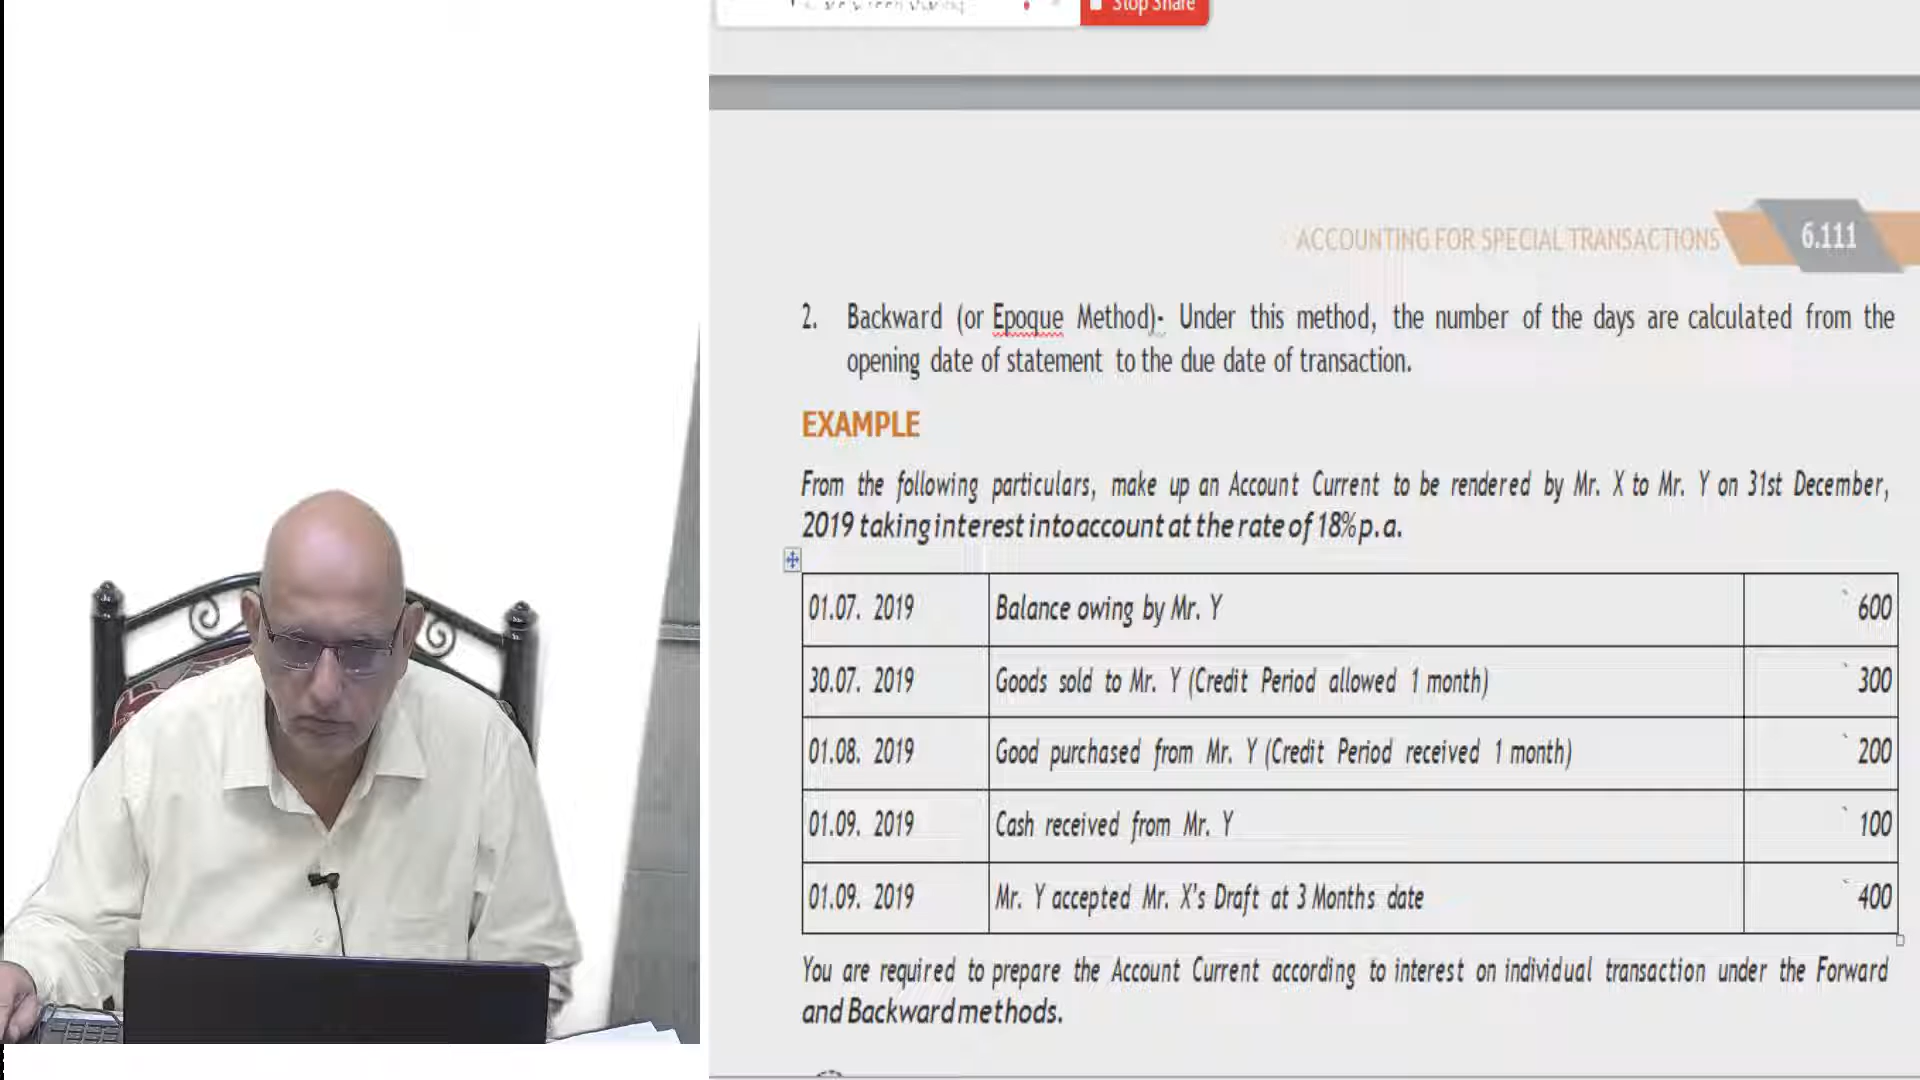 Stop Share
ACCOUNTING FOR SPECIAL TRANSACTIONS 6.111
2. Backward (or Epoque Method)- Under this method, the number of the days are calculated from the
opening date of statement to the due date of transaction.
EXAMPLE
From the following particulars, make up an Account Current to be rendered by Mr. X to Mr. Y on 31st December,
2019 taking interest into account at the rate of 18% p.a.
01.07. 2019 Balance owing by Mr. Y ` 600
30.07. 2019 Goods sold to Mr. Y (Credit Period allowed 1 month) ` 300
01.08. 2019 Good purchased from Mr. Y (Credit Period received 1 month) ` 200
01.09. 2019 Cash received from Mr. Y ` 100
01.09. 2019 Mr. Y accepted Mr. X's Draft at 3 Months date ` 400
You are required to prepare the Account Current according to interest on individual transaction under the Forward
and Backward methods.